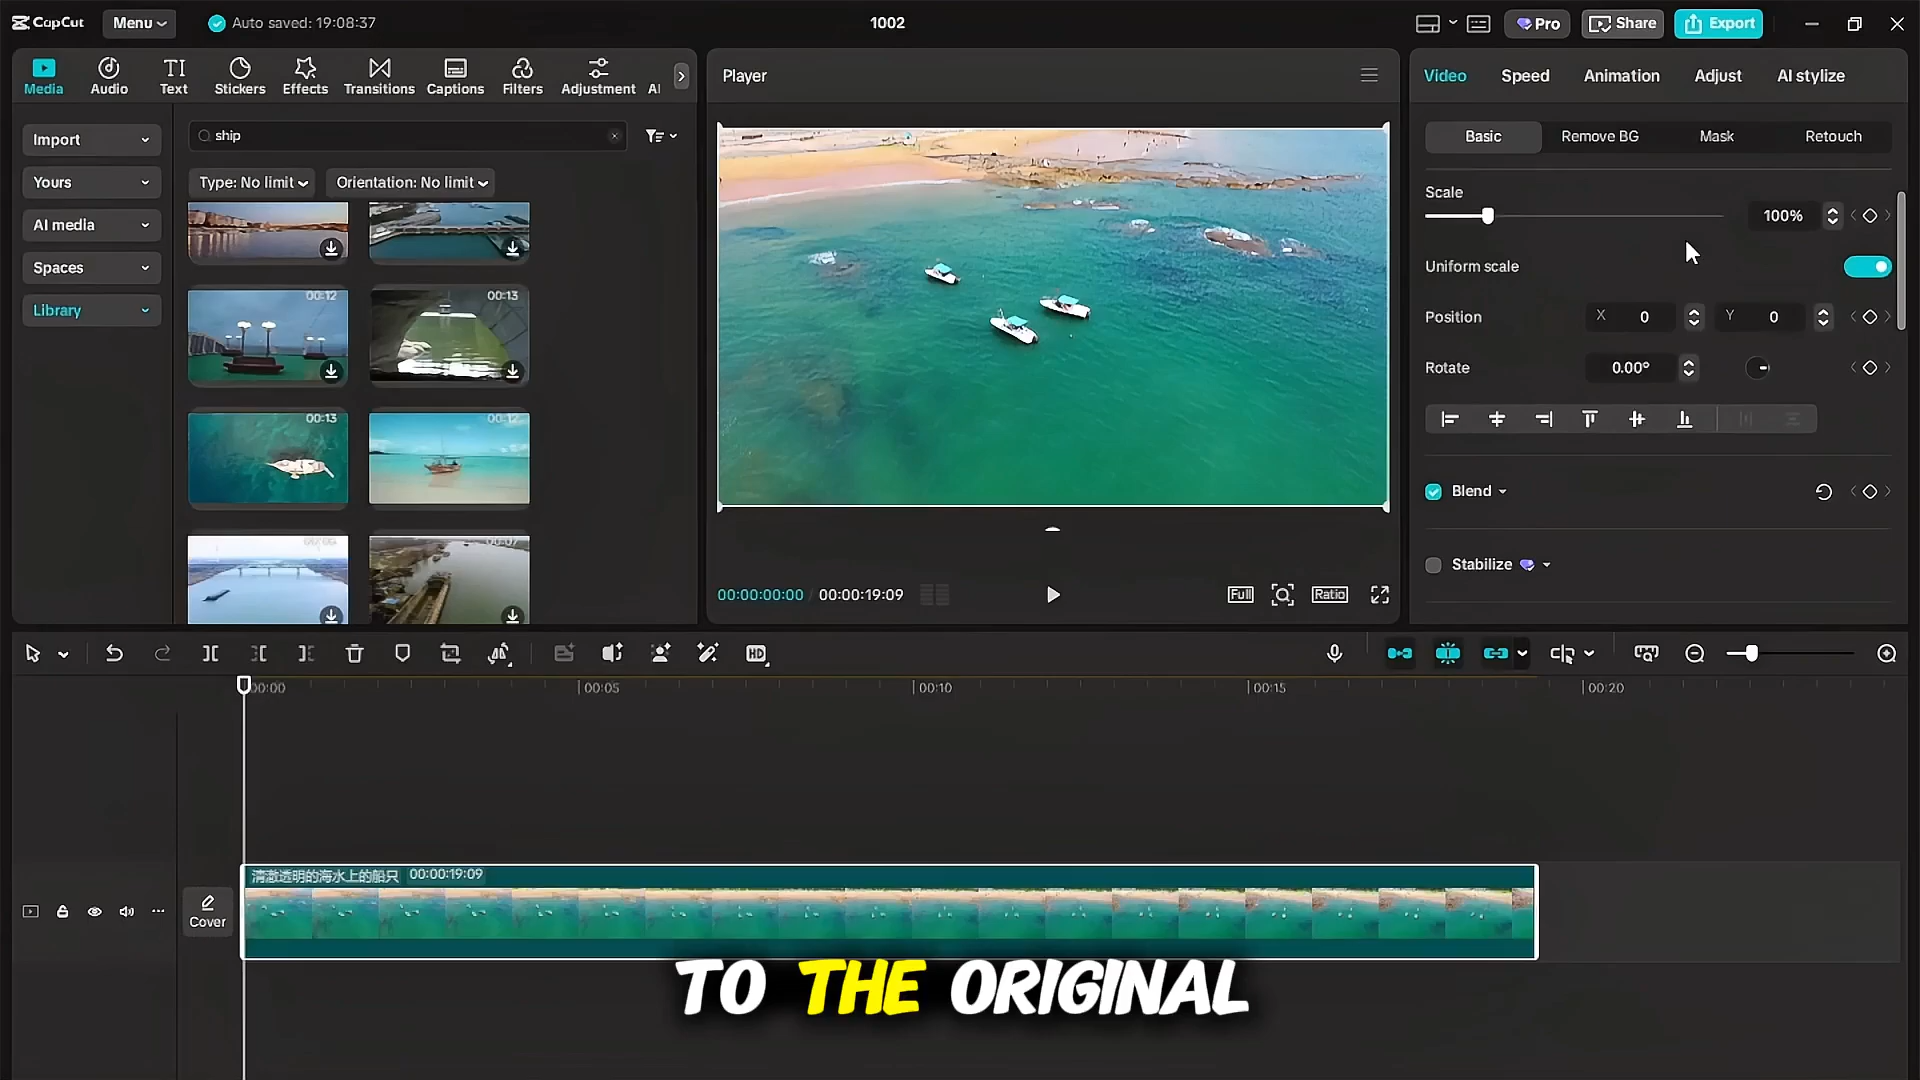 CapCut
Menu
Auto saved: 19:08:37
1002
Pro
Share
Export
Media
Audio
TI
Text
Stickers
Effects
Transitions
Captions
Filters
Adjustment
AI
Import
Yours
AI media
Spaces
Library
ship
Type: No limit
Orientation: No limit
00:12
00:13
00:13
00:12
Player
00:00:00:00 / 00:00:19:09
Full
Ratio
Video
Speed
Animation
Adjust
AI stylize
Basic
Remove BG
Mask
Retouch
Scale
100%
Uniform scale
Position
X 0
Y 0
Rotate
0.00°
Blend
Stabilize
HD
00:00
00:05
00:10
00:15
00:20
清澈透明的海水上的船只 00:00:19:09
Cover
TO THE ORIGINAL